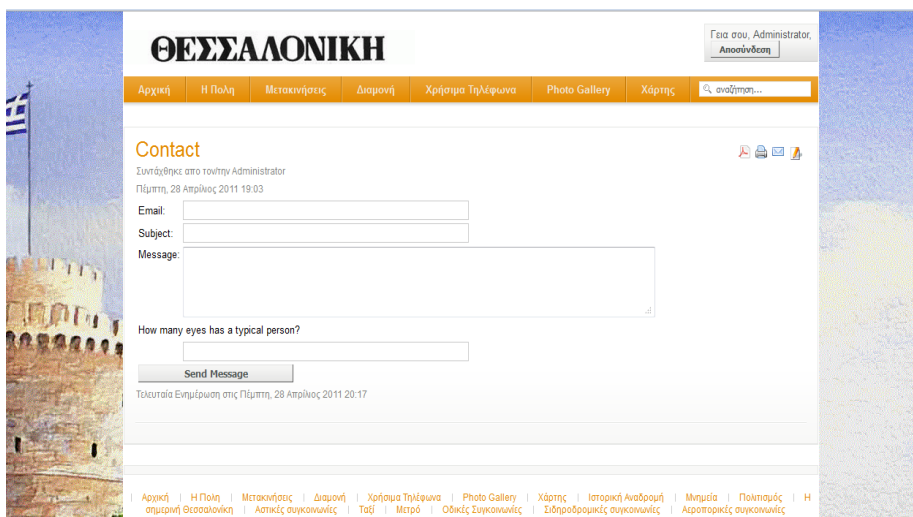 ΘΕΣΣΑΛΟΝΙΚΗ
Γεια σου, Administrator,
Αποσύνδεση
Αρχική Η Πολη Μετακινήσεις Διαμονή Χρήσιμα Τηλέφωνα Photo Gallery Χάρτης αναζήτηση...
Contact
Συντάχθηκε απο τον/την Administrator
Πέμπτη, 28 Απρίλιος 2011 19:03
Email:
Subject:
Message:
How many eyes has a typical person?
Send Message
Τελευταία Ενημέρωση στις Πέμπτη, 28 Απρίλιος 2011 20:17
| Αρχική | Η Πολη | Μετακινήσεις | Διαμονή | Χρήσιμα Τηλέφωνα | Photo Gallery | Χάρτης | Ιστορική Αναδρομή | Μνημεία | Πολιτισμός | Η
σημερινή Θεσσαλονίκη | Αστικές συγκοινωνίες | Ταξί | Μετρό | Οδικές Συγκοινωνίες | Σιδηροδρομικές συγκοινωνίες | Αεροπορικές συγκοινωνίες